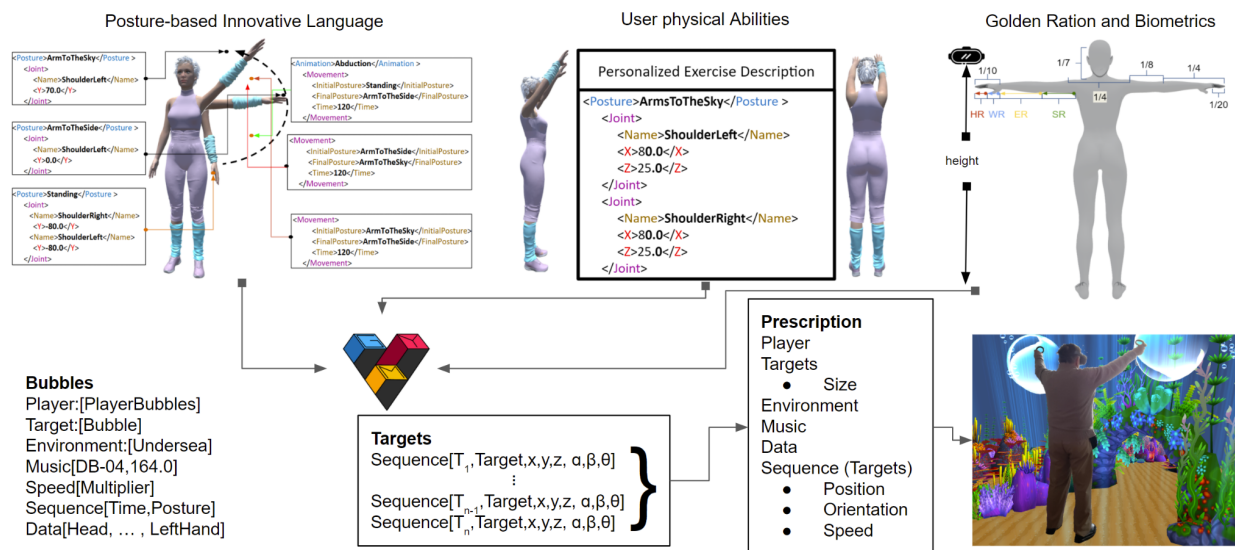 Posture-based Innovative Language
User physical Abilities
Golden Ration and Biometrics
<Posture>ArmToTheSky</Posture >
<Joint>
<Name>ShoulderLeft</Name>
<Y>70.0</Y>
</Joint>
<Posture>ArmToTheSide</Posture >
<Joint>
<Name>ShoulderLeft</Name>
<Y>0.0</Y>
</Joint>
<Posture>Standing</Posture >
<Joint>
<Name>ShoulderRight</Name>
<Y>-80.0</Y>
<Name>ShoulderLeft</Name>
<Y>-80.0</Y>
</Joint>
<Animation>Abduction</Animation >
<Movement>
<InitialPosture>Standing</InitialPosture>
<FinalPosture>ArmToTheSide</FinalPosture>
<Time>120</Time>
</Movement>
<Movement>
<InitialPosture>ArmToTheSide</InitialPosture>
<FinalPosture>ArmToTheSky</FinalPosture>
<Time>120</Time>
</Movement>
<Movement>
<InitialPosture>ArmToTheSky</InitialPosture>
<FinalPosture>ArmToTheSide</FinalPosture>
<Time>120</Time>
</Movement>
Personalized Exercise Description
<Posture>ArmsToTheSky</Posture >
<Joint>
<Name>ShoulderLeft</Name>
<X>80.0</X>
<Z>25.0</Z>
</Joint>
<Joint>
<Name>ShoulderRight</Name>
<X>80.0</X>
<Z>25.0</Z>
</Joint>
1/7
1/8
1/10
1/4
1/4
1/20
HR WR ER SR
height
Bubbles
Player:[PlayerBubbles]
Target:[Bubble]
Environment:[Undersea]
Music[DB-04,164.0]
Speed[Multiplier]
Sequence[Time,Posture]
Data[Head, … , LeftHand]
Targets
Sequence[T1,Target,x,y,z, α,β,θ]
⋮
Sequence[Tn-1,Target,x,y,z, α,β,θ]
Sequence[Tn,Target,x,y,z, α,β,θ]
Prescription
Player
Targets
● Size
Environment
Music
Data
Sequence (Targets)
● Position
● Orientation
● Speed